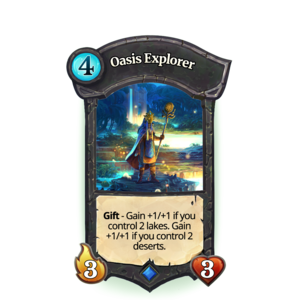 4
Oasis Explorer
Gift - Gain +1/+1 if you
control 2 lakes. Gain
+1/+1 if you control 2
deserts.
3
3